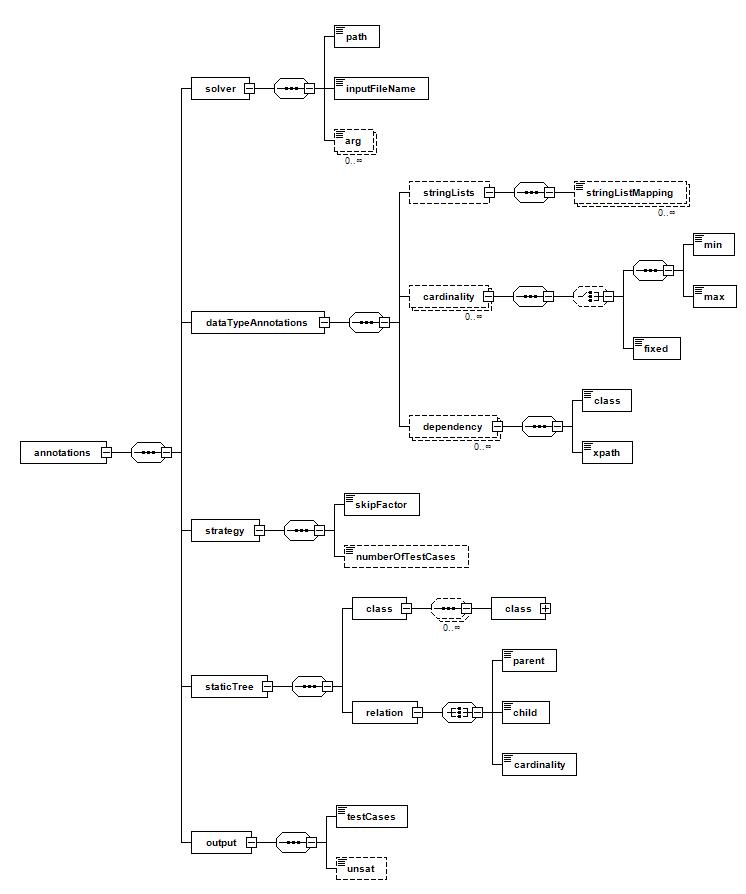 path
solver
inputFileName
arg
0..∞
stringLists
stringListMapping
0..∞
min
cardinality
max
0..∞
dataTypeAnnotations
fixed
class
dependency
0..∞
annotations
xpath
skipFactor
strategy
numberOfTestCases
class
class
0..∞
parent
staticTree
relation
child
cardinality
testCases
output
unsat